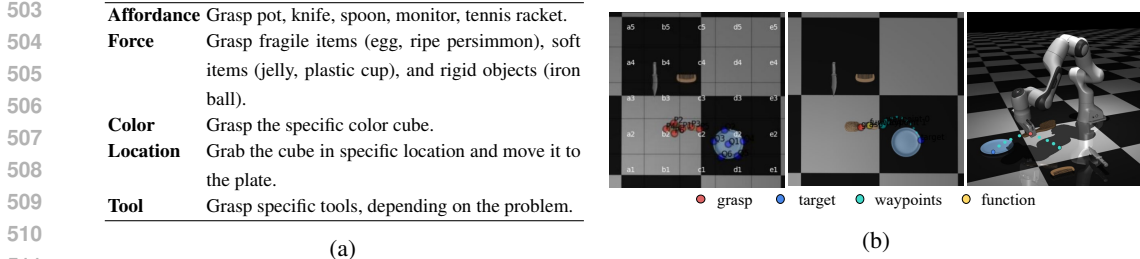 503
504
505
506
507
508
509
510
Affordance Grasp pot, knife, spoon, monitor, tennis racket.
Force Grasp fragile items (egg, ripe persimmon), soft
items (jelly, plastic cup), and rigid objects (iron
ball).
Color Grasp the specific color cube.
Location Grab the cube in specific location and move it to
the plate.
Tool Grasp specific tools, depending on the problem.
(a)
a5 b5 c5 d5 e5
a4 b4 c4 d4 e4
a3 b3 c3 d3 e3
a2 b2 c2 d2 e2
a1 b1 c1 d1 e1
grasp target waypoints function
(b)